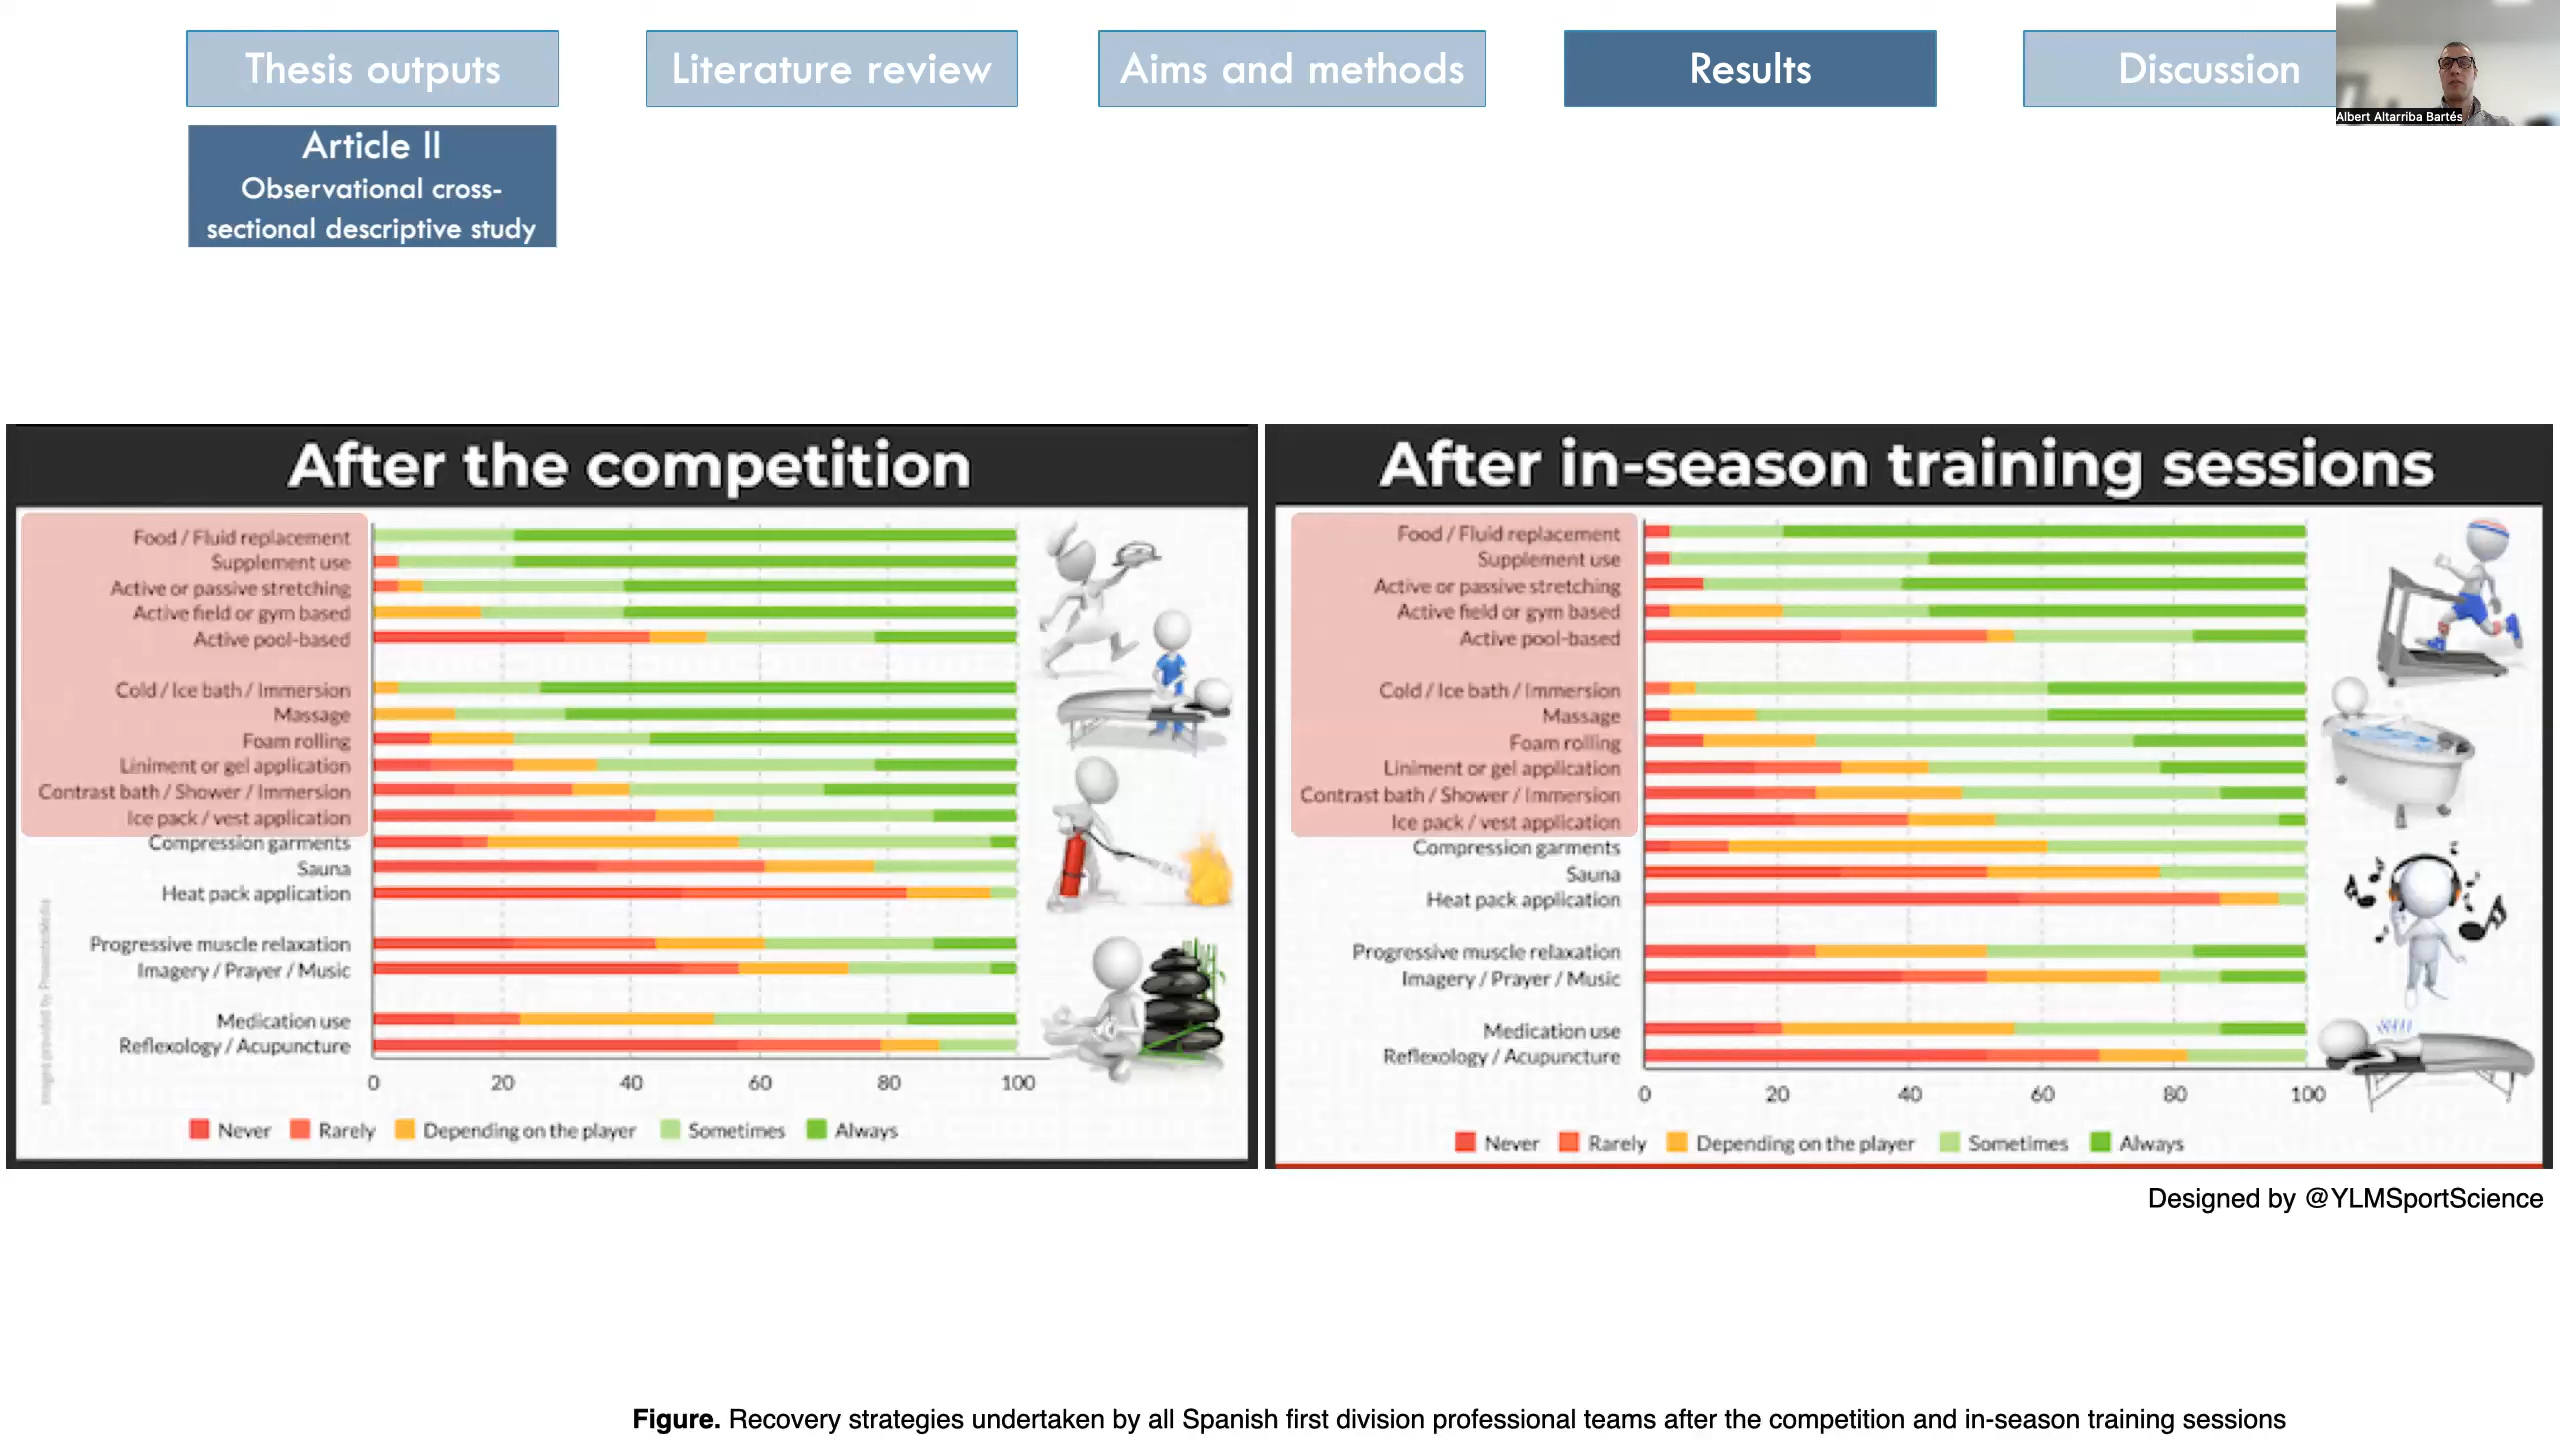 Thesis outputs
Literature review
Aims and methods
Results
Discussion
Albert Altarriba Bartés
Article II
Observational cross-
sectional descriptive study
After the competition
Food / Fluid replacement
Supplement use
Active or passive stretching
Active field or gym based
Active pool-based
Cold / Ice bath / Immersion
Massage
Foam rolling
Liniment or gel application
Contrast bath / Shower / Immersion
Ice pack / vest application
Compression garments
Sauna
Heat pack application
Progressive muscle relaxation
Imagery / Prayer / Music
Medication use
Reflexology / Acupuncture
0 20 40 60 80 100
Never Rarely Depending on the player Sometimes Always
Images provided by PresenterMedia
After in-season training sessions
Food / Fluid replacement
Supplement use
Active or passive stretching
Active field or gym based
Active pool-based
Cold / Ice bath / Immersion
Massage
Foam rolling
Liniment or gel application
Contrast bath / Shower / Immersion
Ice pack / vest application
Compression garments
Sauna
Heat pack application
Progressive muscle relaxation
Imagery / Prayer / Music
Medication use
Reflexology / Acupuncture
0 20 40 60 80 100
Never Rarely Depending on the player Sometimes Always
Designed by @YLMSportScience
Figure. Recovery strategies undertaken by all Spanish first division professional teams after the competition and in-season training sessions